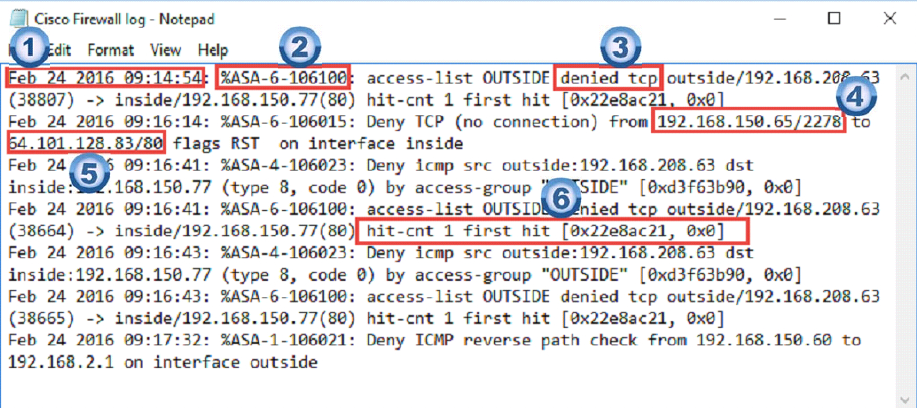 Cisco Firewall log - Notepad
1 Edit Format View Help
2
3
Feb 24 2016 09:14:54: %ASA-6-106100: access-list OUTSIDE denied tcp outside/192.168.208.63
(38807) -> inside/192.168.150.77(80) hit-cnt 1 first hit [0x22e8ac21, 0x0]
4
Feb 24 2016 09:16:14: %ASA-6-106015: Deny TCP (no connection) from 192.168.150.65/2278 to
64.101.128.83/80 flags RST  on interface inside
5
Feb 24 2016 09:16:41: %ASA-4-106023: Deny icmp src outside:192.168.208.63 dst
inside:192.168.150.77 (type 8, code 0) by access-group "OUTSIDE" [0xd3f63b90, 0x0]
6
Feb 24 2016 09:16:41: %ASA-6-106100: access-list OUTSIDE denied tcp outside/192.168.208.63
(38664) -> inside/192.168.150.77(80) hit-cnt 1 first hit [0x22e8ac21, 0x0]
Feb 24 2016 09:16:43: %ASA-4-106023: Deny icmp src outside:192.168.208.63 dst
inside:192.168.150.77 (type 8, code 0) by access-group "OUTSIDE" [0xd3f63b90, 0x0]
Feb 24 2016 09:16:43: %ASA-6-106100: access-list OUTSIDE denied tcp outside/192.168.208.63
(38665) -> inside/192.168.150.77(80) hit-cnt 1 first hit [0x22e8ac21, 0x0]
Feb 24 2016 09:17:32: %ASA-1-106021: Deny ICMP reverse path check from 192.168.150.60 to
192.168.2.1 on interface outside